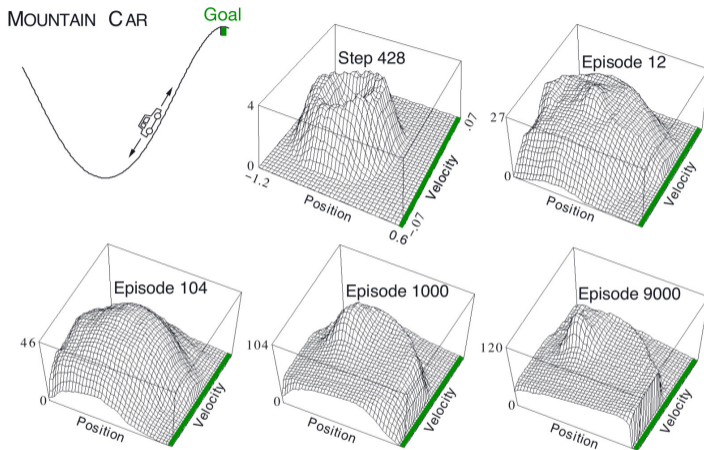 MOUNTAIN CAR
Goal
Step 428
4
0
-1.2
Position
0.6
-.07
Velocity
.07
Episode 12
27
0
Position
Velocity
Episode 104
46
0
Position
Velocity
Episode 1000
104
0
Position
Velocity
Episode 9000
120
0
Position
Velocity